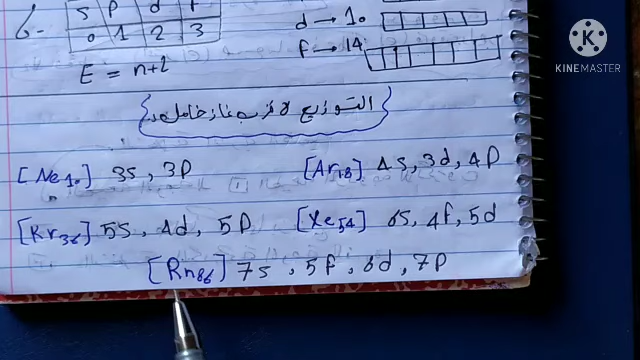 s p d f
0 1 2 3
d → 10
f → 14
E = n+l
KINEMASTER
التوزيع لاقرب غاز خامل
[Ne10] 3S, 3P
[Ar18] 4S, 3d, 4P
[Kr36] 5S, 4d, 5P
[Xe54] 6S, 4f, 5d
[Rn86] 7s, 5f, 6d, 7P